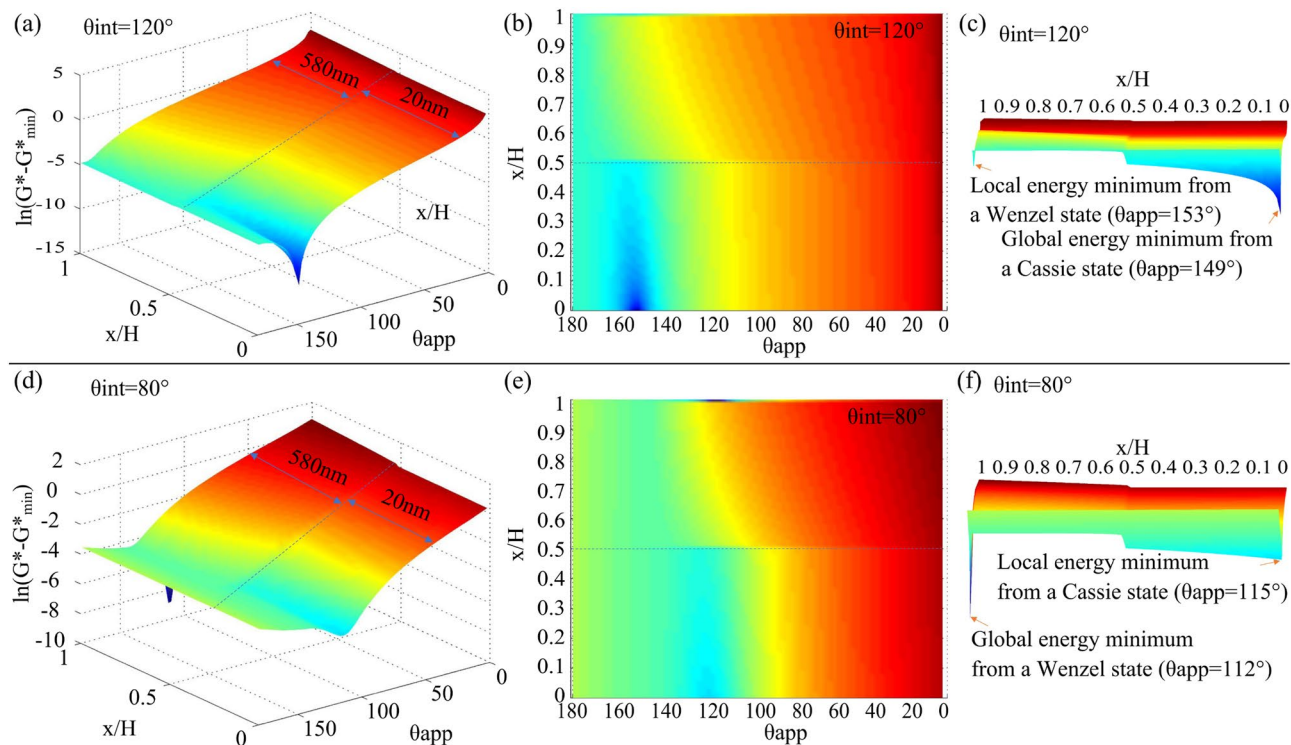 (a)
θint=120°
ln(G*-G*min)
5
0
-5
-10
-15
580nm
20nm
x/H
1
0.5
0
x/H
150
100
50
0
θapp
(b)
θint=120°
x/H
1
0.9
0.8
0.7
0.6
0.5
0.4
0.3
0.2
0.1
0
180 160 140 120 100 80 60 40 20 0
θapp
(c)
θint=120°
x/H
1 0.9 0.8 0.7 0.6 0.5 0.4 0.3 0.2 0.1 0
Local energy minimum from
a Wenzel state (θapp=153°)
Global energy minimum from
a Cassie state (θapp=149°)
(d)
θint=80°
ln(G*-G*min)
2
0
-2
-4
-6
-8
-10
580nm
20nm
1
0.5
0
x/H
150
100
50
0
θapp
(e)
θint=80°
x/H
1
0.9
0.8
0.7
0.6
0.5
0.4
0.3
0.2
0.1
0
180 160 140 120 100 80 60 40 20 0
θapp
(f)
θint=80°
x/H
1 0.9 0.8 0.7 0.6 0.5 0.4 0.3 0.2 0.1 0
Local energy minimum
from a Cassie state (θapp=115°)
Global energy minimum
from a Wenzel state (θapp=112°)